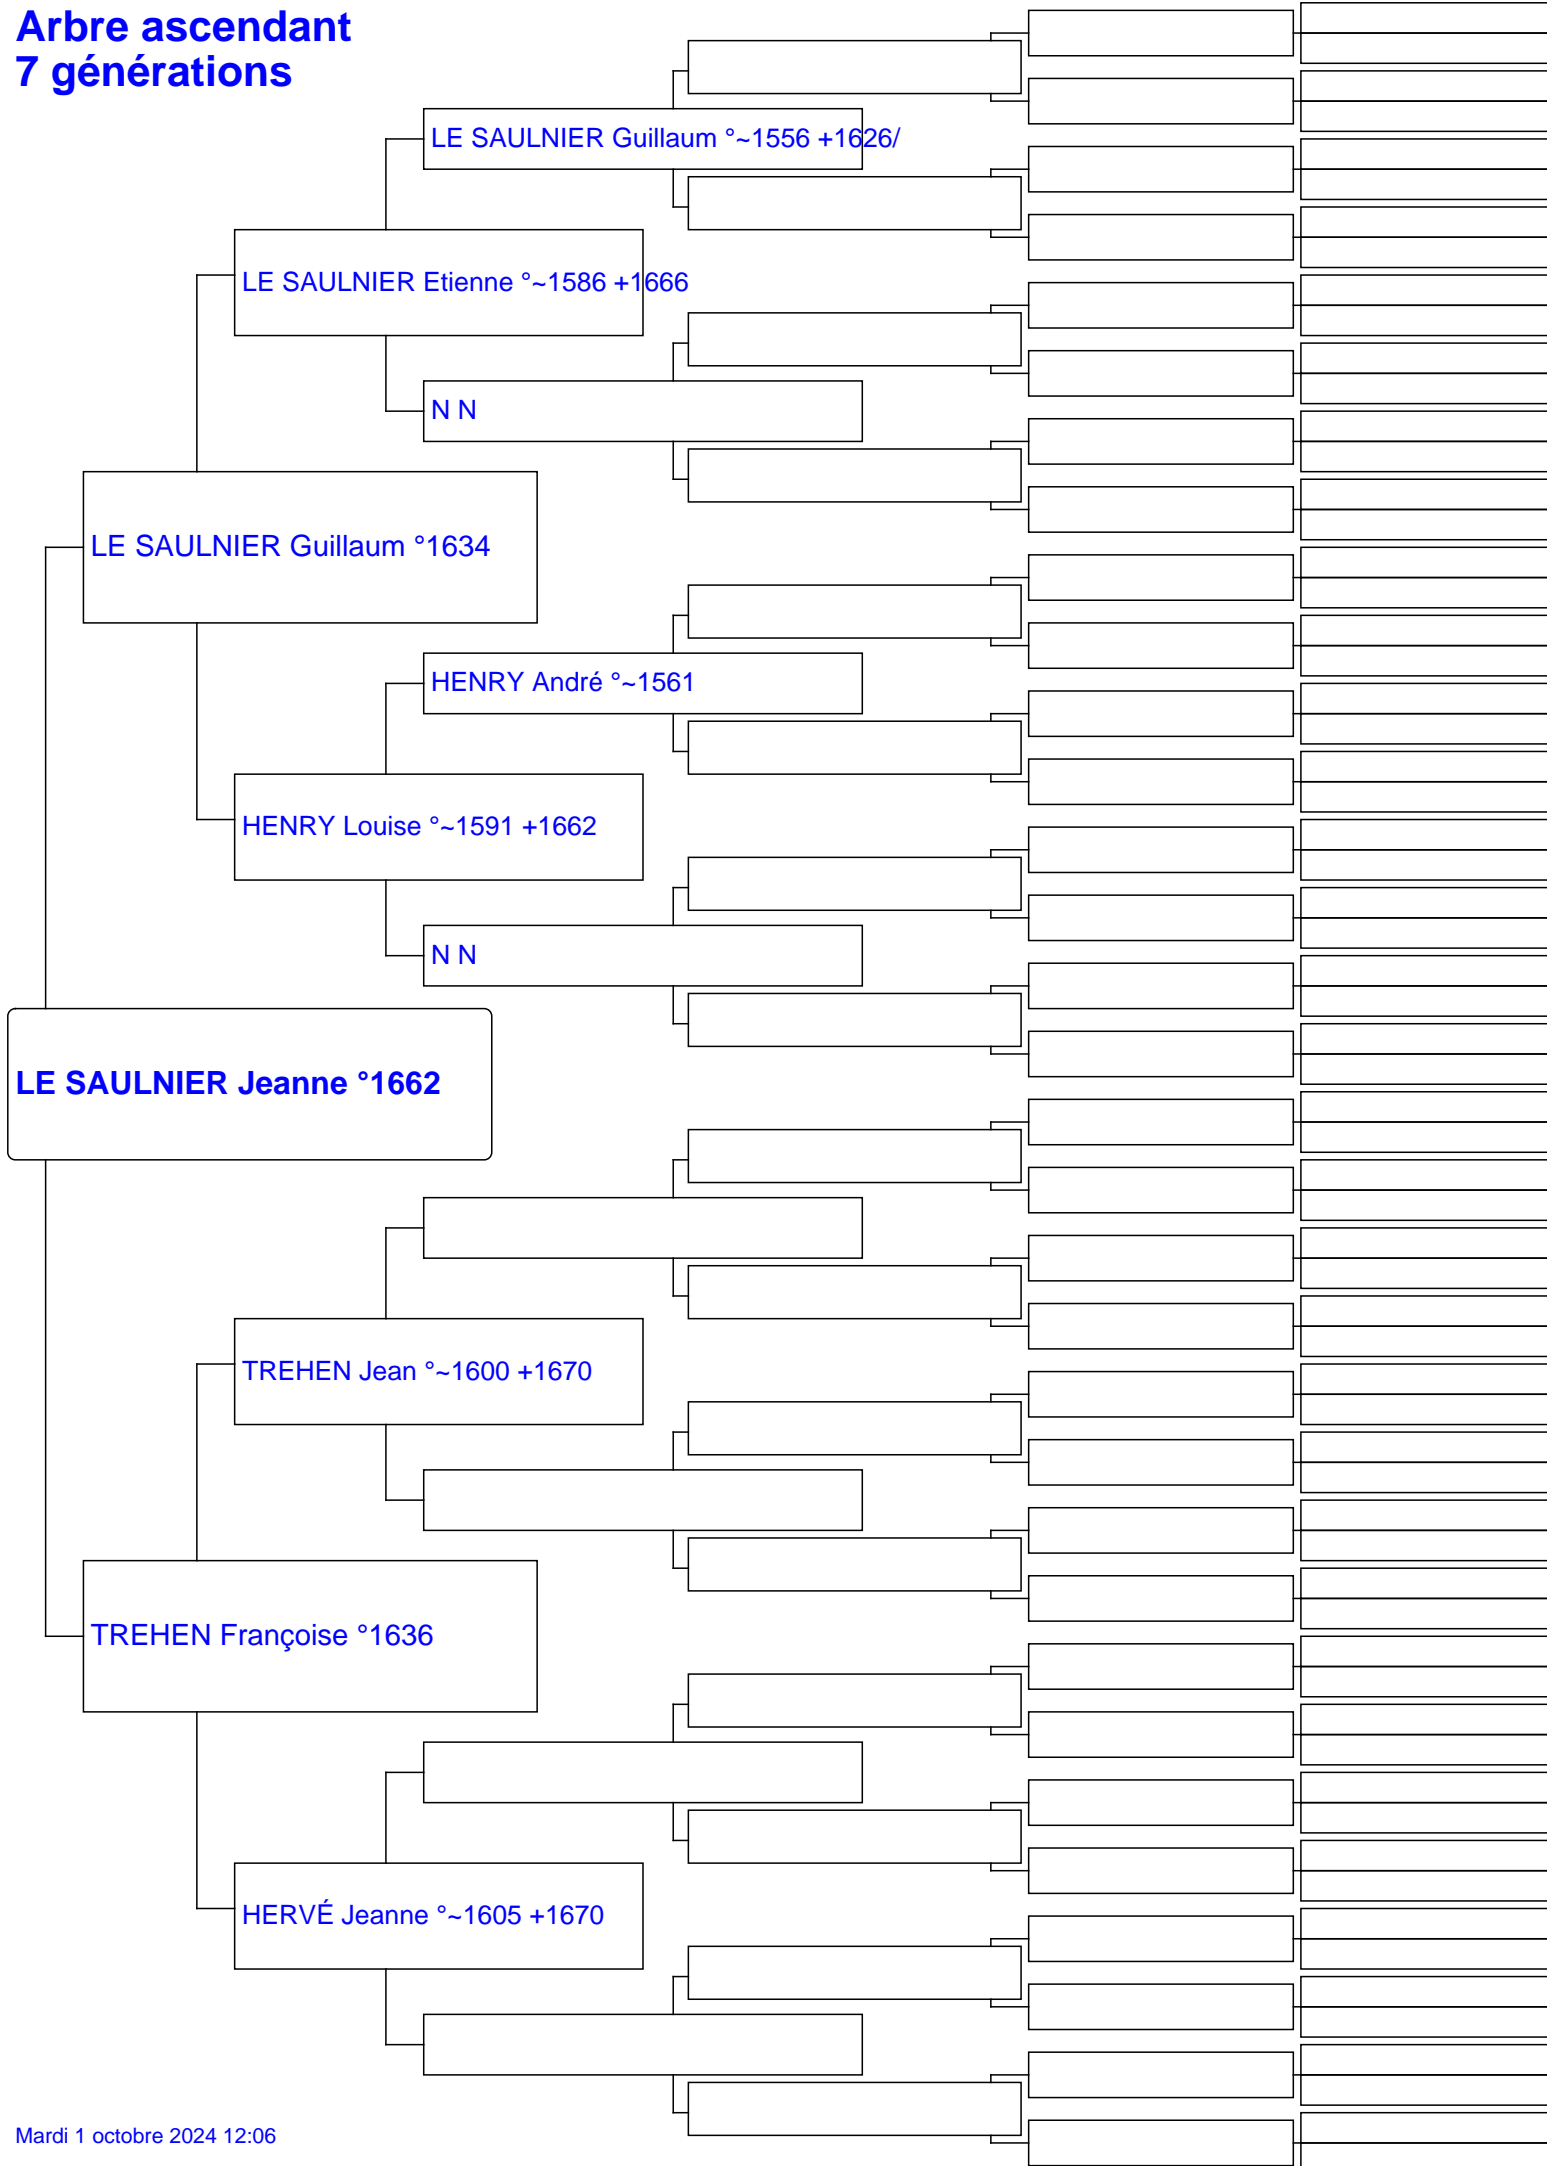 Arbre ascendant
7 générations
LE SAULNIER Guillaum °~1556 +1626/
LE SAULNIER Etienne °~1586 +1666
N N
LE SAULNIER Guillaum °1634
HENRY André °~1561
HENRY Louise °~1591 +1662
N N
LE SAULNIER Jeanne °1662
TREHEN Jean °~1600 +1670
TREHEN Françoise °1636
HERVÉ Jeanne °~1605 +1670
Mardi 1 octobre 2024 12:06